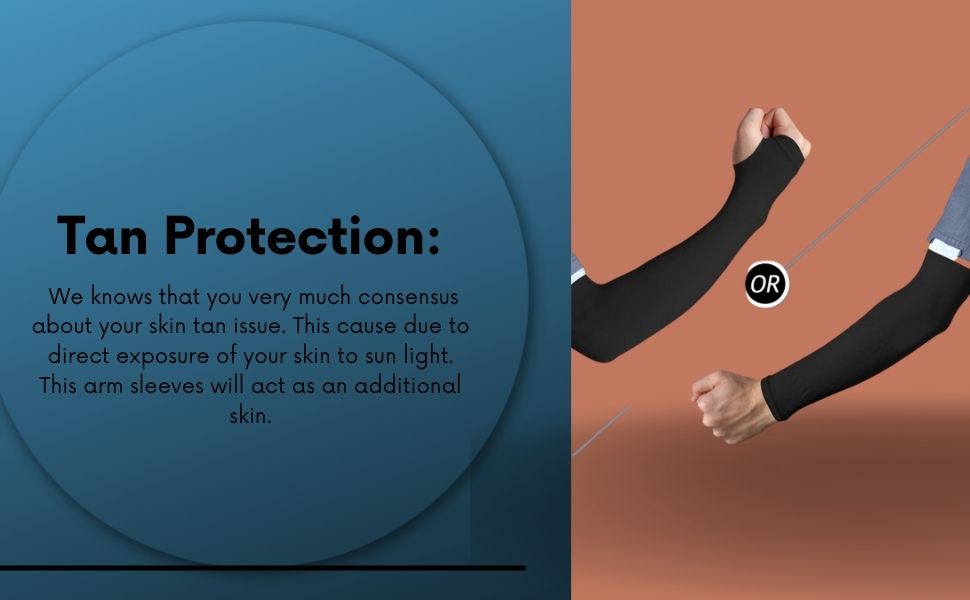 Tan Protection:
We knows that you very much consensus
about your skin tan issue. This cause due to
direct exposure of your skin to sun light.
This arm sleeves will act as an additional
skin.
OR